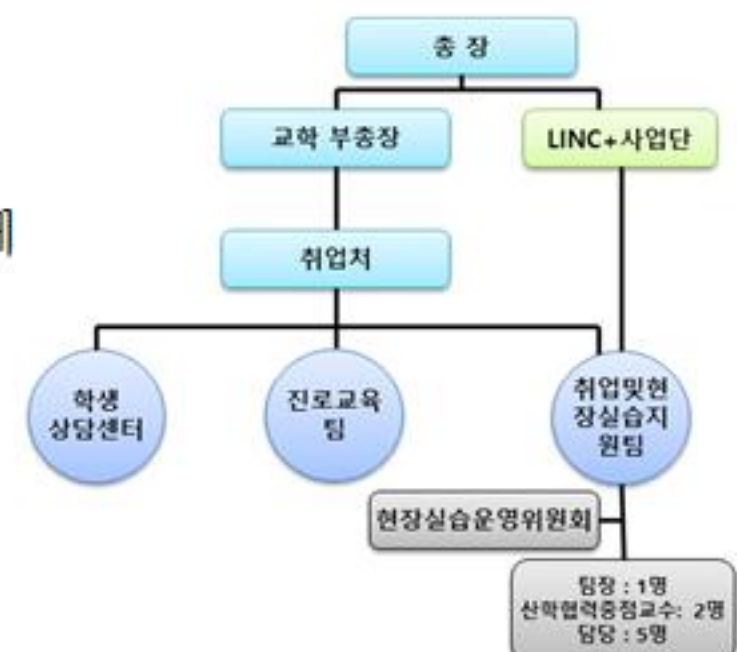 총 장
교학 부총장
LINC+사업단
취업처
학생
상담센터
진로교육
팀
취업및현
장실습지
원팀
현장실습운영위원회
팀장 : 1명
산학협력중점교수: 2명
담당 : 5명